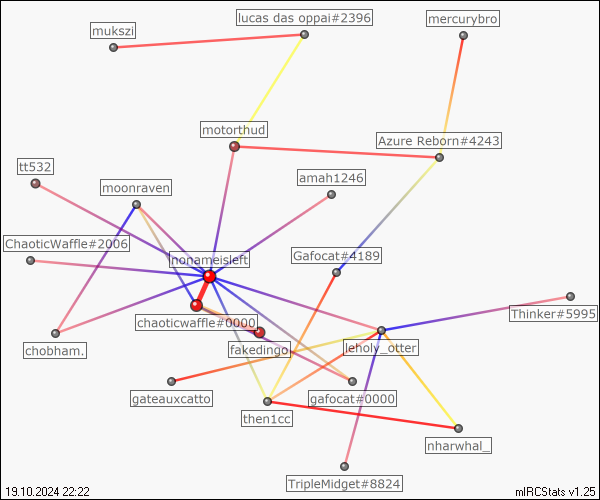 lucas das oppai#2396
mercurybro
mukszi
motorthud
Azure Reborn#4243
tt532
amah1246
moonraven
ChaoticWaffle#2006
nonameisleft
Gafocat#4189
Thinker#5995
chaoticwaffle#0000
chobham.
fakedingo
leholy_otter
gateauxcatto
gafocat#0000
then1cc
nharwhal_
TripleMidget#8824
19.10.2024 22:22
mIRCStats v1.25